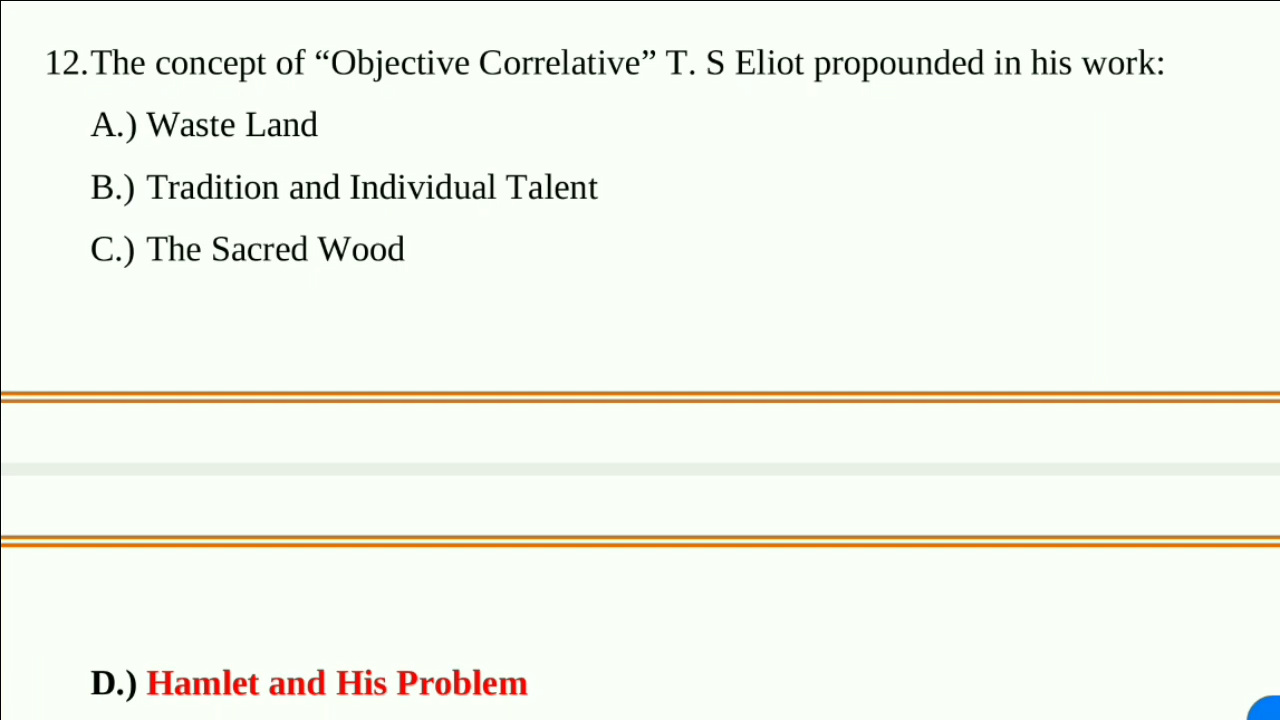 12.The concept of “Objective Correlative” T. S Eliot propounded in his work:
A.) Waste Land
B.) Tradition and Individual Talent
C.) The Sacred Wood
D.) Hamlet and His Problem